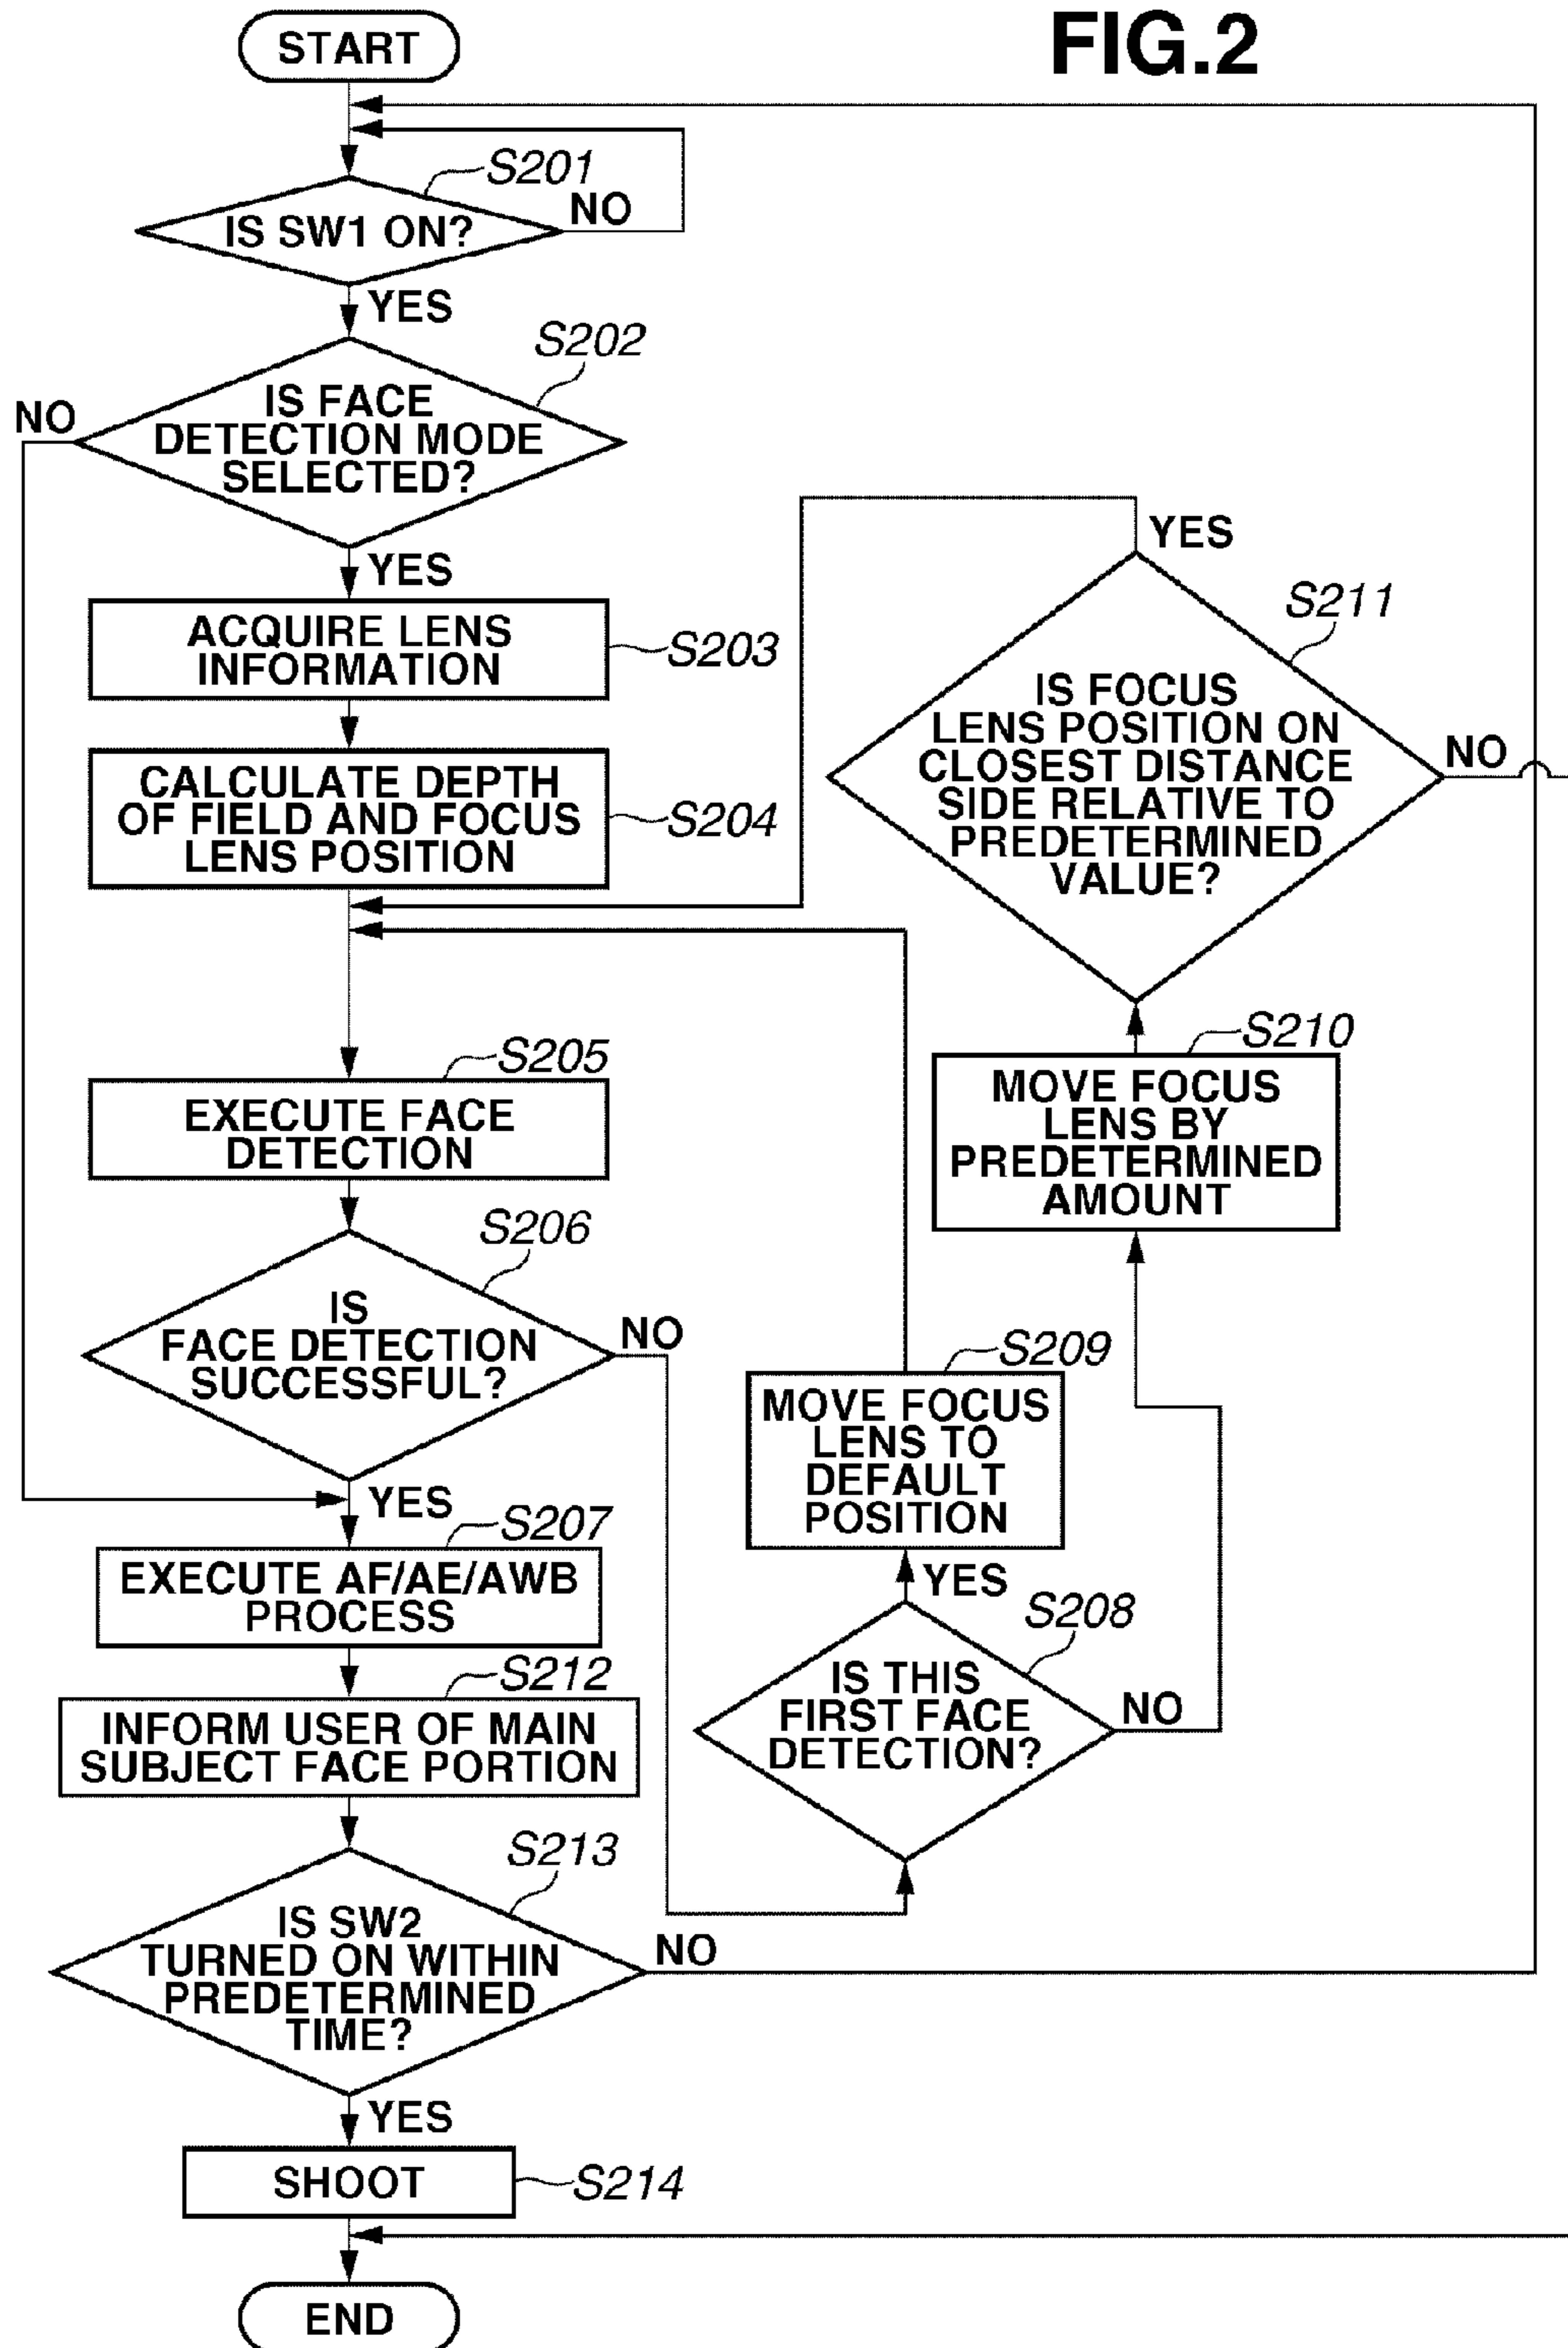 FIG.2
START
S201
IS SW1 ON?
NO
YES
S202
IS FACE
DETECTION MODE
SELECTED?
NO
YES
ACQUIRE LENS
INFORMATION
S203
CALCULATE DEPTH
OF FIELD AND FOCUS
LENS POSITION
S204
S205
EXECUTE FACE
DETECTION
S206
IS
FACE DETECTION
SUCCESSFUL?
NO
YES
S207
EXECUTE AF/AE/AWB
PROCESS
S212
INFORM USER OF MAIN
SUBJECT FACE PORTION
S213
IS SW2
TURNED ON WITHIN
PREDETERMINED
TIME?
NO
YES
SHOOT
S214
END
S208
IS THIS
FIRST FACE
DETECTION?
NO
YES
S209
MOVE FOCUS
LENS TO
DEFAULT
POSITION
S210
MOVE FOCUS
LENS BY
PREDETERMINED
AMOUNT
S211
IS FOCUS
LENS POSITION ON
CLOSEST DISTANCE
SIDE RELATIVE TO
PREDETERMINED
VALUE?
YES
NO